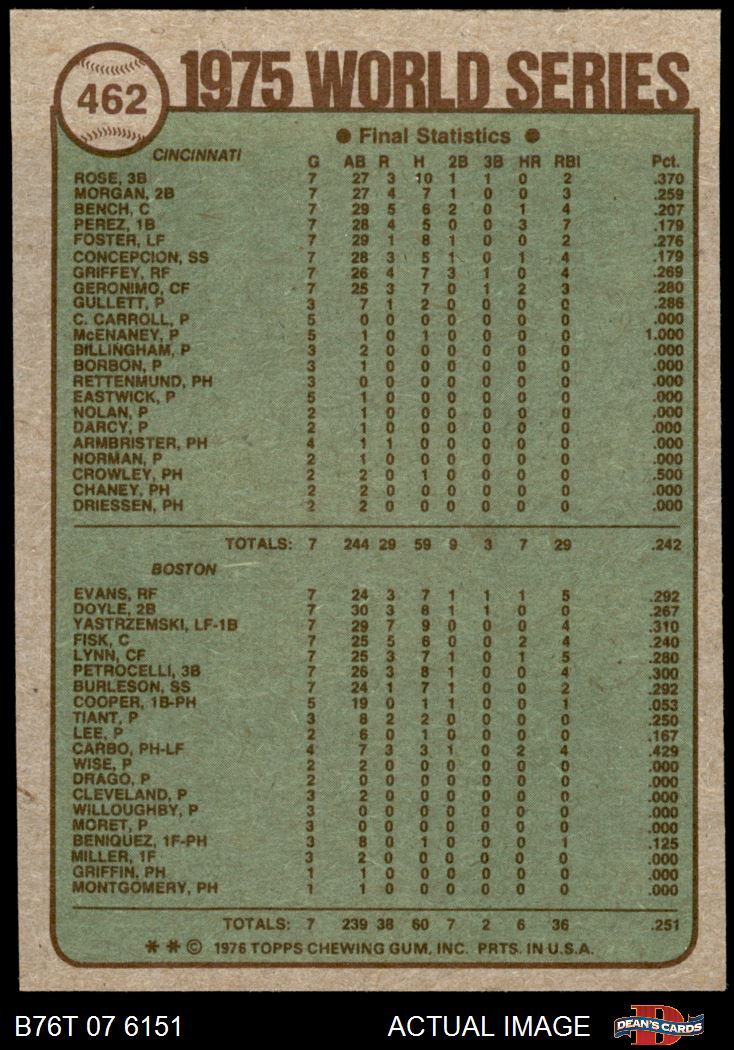 462 1975 WORLD SERIES
● Final Statistics ●
CINCINNATI G AB R H 2B 3B HR RBI Pct.
ROSE, 3B 7 27 3 10 1 1 0 2 .370
MORGAN, 2B 7 27 4 7 1 0 0 3 .259
BENCH, C 7 29 5 6 2 0 1 4 .207
PEREZ, 1B 7 28 4 5 0 0 3 7 .179
FOSTER, LF 7 29 1 8 1 0 0 2 .276
CONCEPCION, SS 7 28 3 5 1 0 1 4 .179
GRIFFEY, RF 7 26 4 7 3 1 0 4 .269
GERONIMO, CF 7 25 3 7 0 1 2 3 .280
GULLETT, P 3 7 1 2 0 0 0 0 .286
C. CARROLL, P 5 0 0 0 0 0 0 0 .000
McENANEY, P 5 1 0 1 0 0 0 0 1.000
BILLINGHAM, P 3 2 0 0 0 0 0 0 .000
BORBON, P 3 1 0 0 0 0 0 0 .000
RETTENMUND, PH 3 0 0 0 0 0 0 0 .000
EASTWICK, P 5 1 0 0 0 0 0 0 .000
NOLAN, P 2 1 0 0 0 0 0 0 .000
DARCY, P 2 1 0 0 0 0 0 0 .000
ARMBRISTER, PH 4 1 1 0 0 0 0 0 .000
NORMAN, P 2 1 0 0 0 0 0 0 .000
CROWLEY, PH 2 2 0 1 0 0 0 0 .500
CHANEY, PH 2 2 0 0 0 0 0 0 .000
DRIESSEN, PH 2 2 0 0 0 0 0 0 .000
TOTALS: 7 244 29 59 9 3 7 29 .242
BOSTON
EVANS, RF 7 24 3 7 1 1 1 5 .292
DOYLE, 2B 7 30 3 8 1 1 0 0 .267
YASTRZEMSKI, LF-1B 7 29 7 9 0 0 0 4 .310
FISK, C 7 25 5 6 0 0 2 4 .240
LYNN, CF 7 25 3 7 1 0 1 5 .280
PETROCELLI, 3B 7 26 3 8 1 0 0 4 .300
BURLESON, SS 7 24 1 7 1 0 0 2 .292
COOPER, 1B-PH 5 19 0 1 1 0 0 1 .053
TIANT, P 3 8 2 2 0 0 0 0 .250
LEE, P 2 6 0 1 0 0 0 0 .167
CARBO, PH-LF 4 7 3 3 1 0 2 4 .429
WISE, P 2 2 0 0 0 0 0 0 .000
DRAGO, P 2 0 0 0 0 0 0 0 .000
CLEVELAND, P 3 2 0 0 0 0 0 0 .000
WILLOUGHBY, P 3 0 0 0 0 0 0 0 .000
MORET, P 3 0 0 0 0 0 0 0 .000
BENIQUEZ, 1F-PH 3 8 0 1 0 0 0 1 .125
MILLER, 1F 3 2 0 0 0 0 0 0 .000
GRIFFIN, PH 1 1 0 0 0 0 0 0 .000
MONTGOMERY, PH 1 1 0 0 0 0 0 0 .000
TOTALS: 7 239 38 60 7 2 6 36 .251
* * © 1976 TOPPS CHEWING GUM, INC. PRTS. IN U.S.A.
B76T 07 6151 ACTUAL IMAGE D DEAN'S CARDS